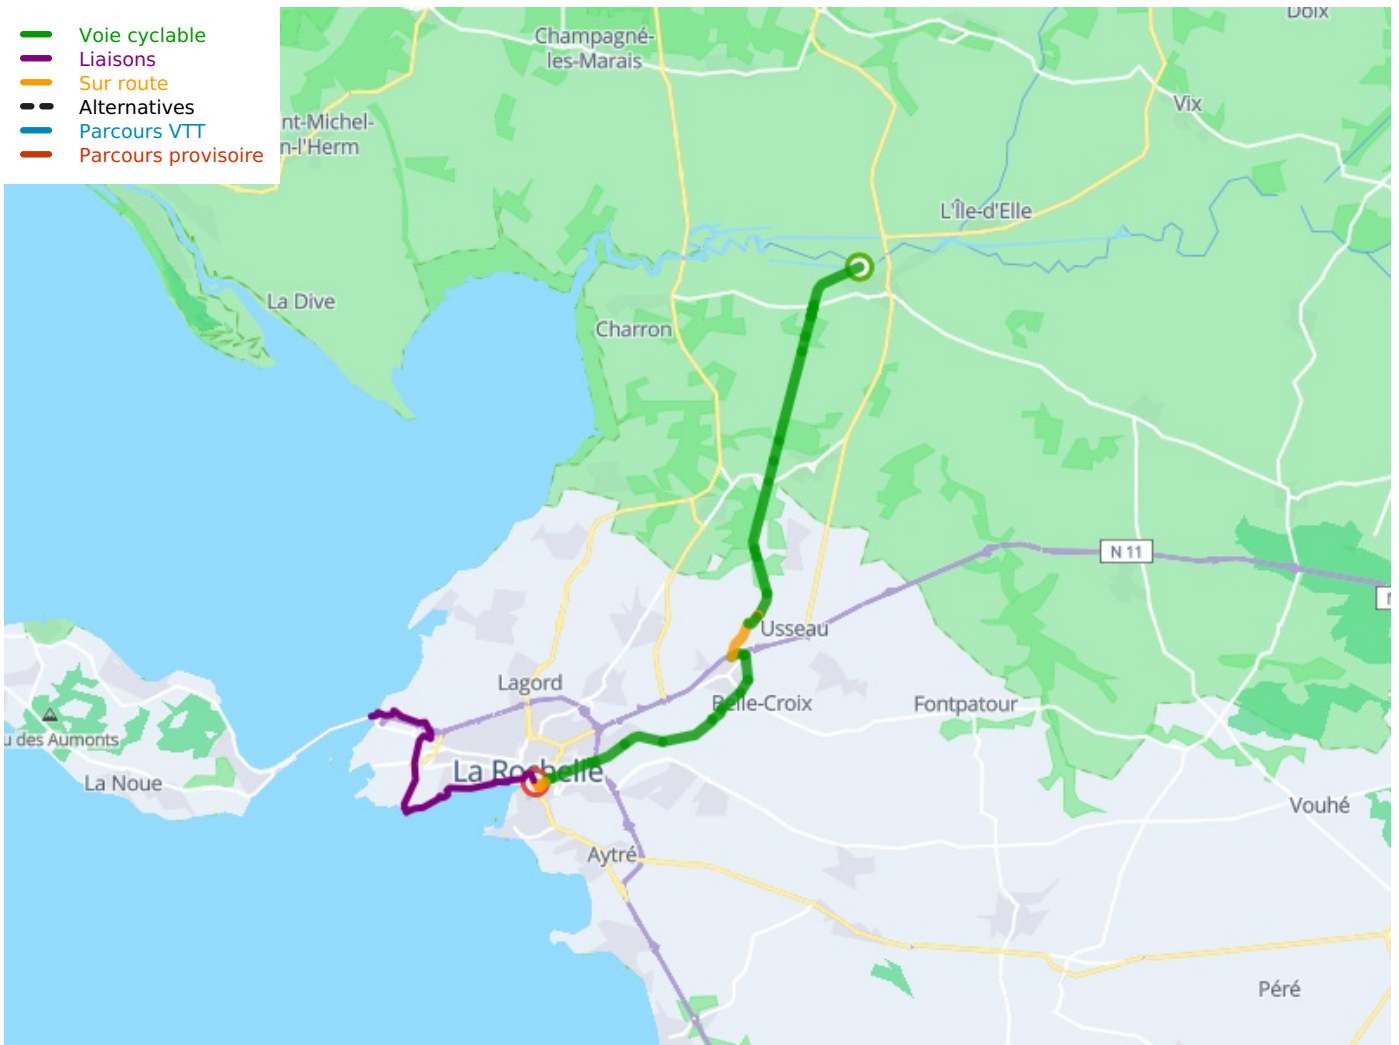 Voie cyclable
Liaisons
Sur route
Alternatives
Parcours VTT
Parcours provisoire
Doix
Champagné-
les-Marais
Vix
nt-Michel-
n-l'Herm
L'Île-d'Elle
La Dive
Charron
N 11
N
Usseau
Lagord
Belle-Croix
Fontpatour
u des Aumonts
La Noue
La Rochelle
Vouhé
Aytré
Péré